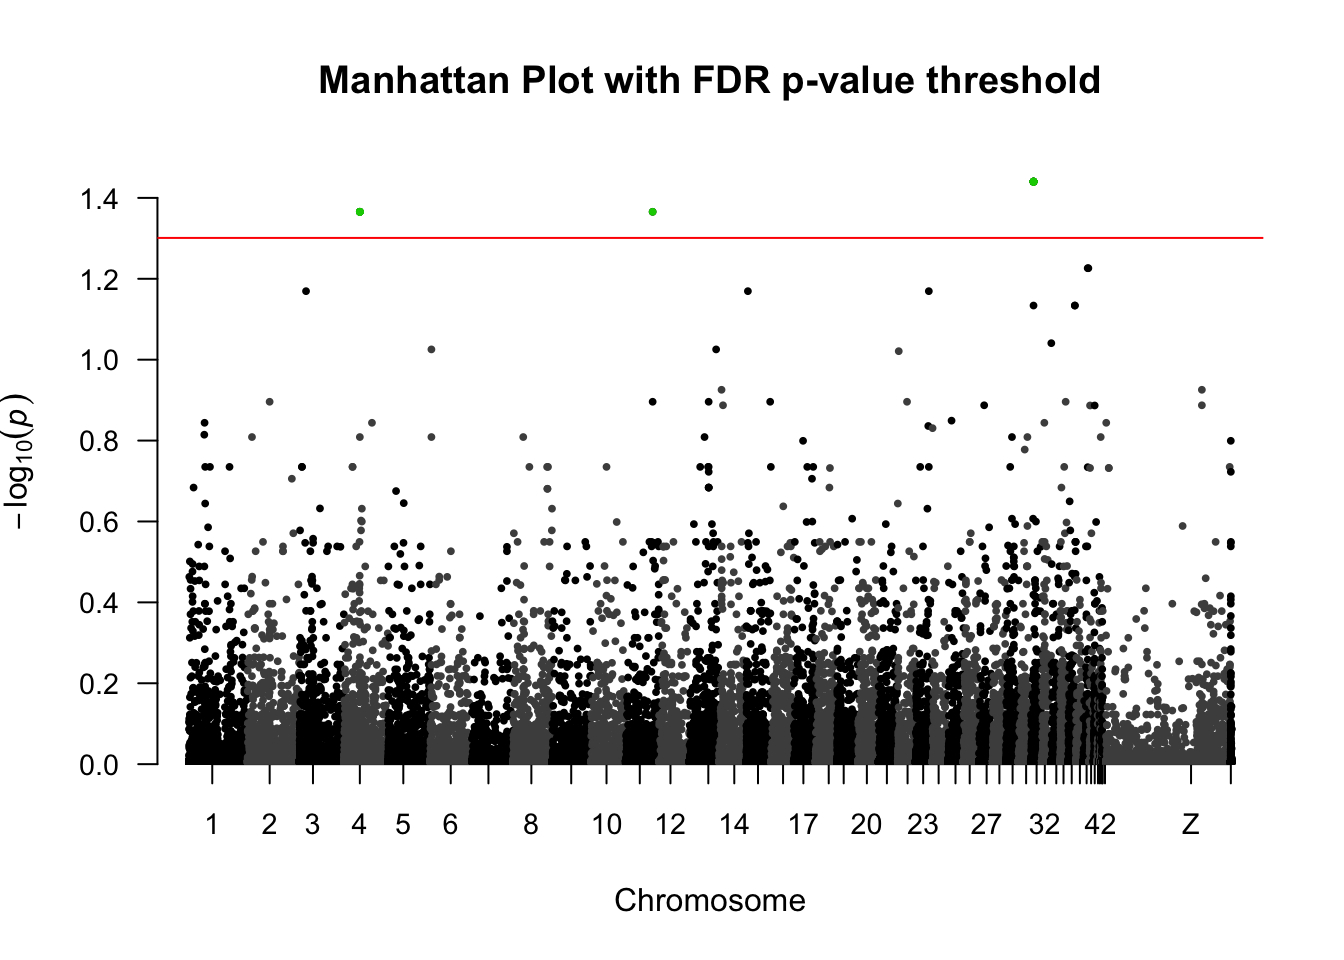 Manhattan Plot with FDR p-value threshold
1.4
1.2
1.0
0.8
0.6
0.4
0.2
0.0
−log10(p)
1 2 3 4 5 6 8 10 12 14 17 20 23 27 32 42 Z
Chromosome